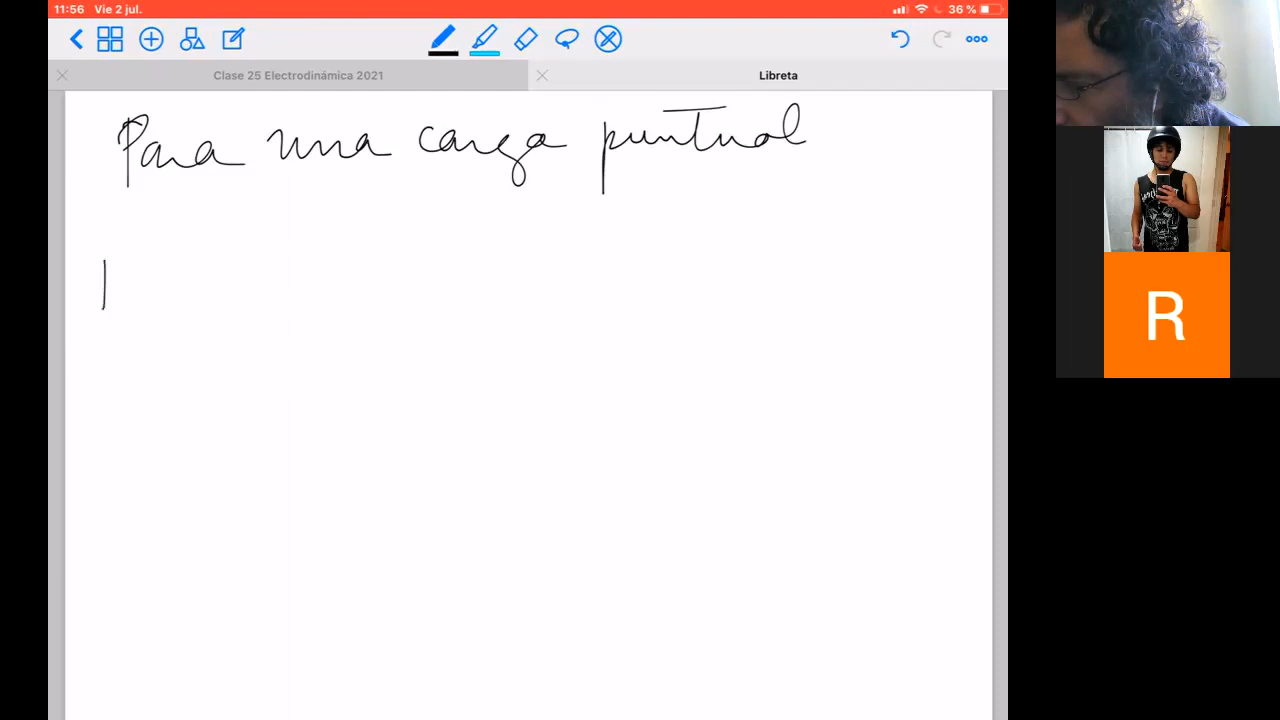 11:56 Vie 2 jul. 36 %
Clase 25 Electrodinámica 2021
Libreta
Para una carga puntual
R